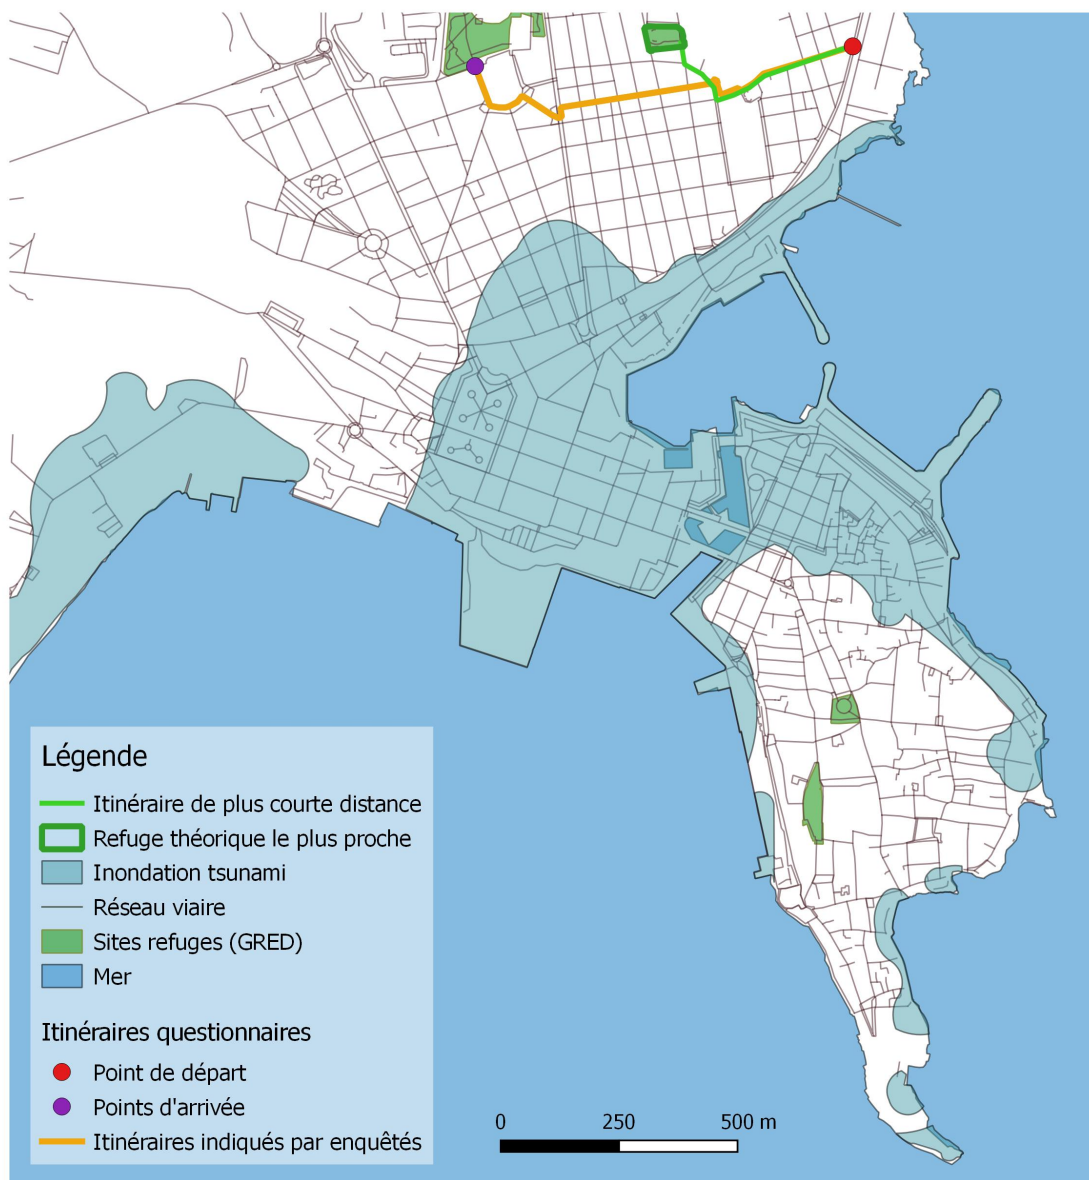 Légende
Itinéraire de plus courte distance
Refuge théorique le plus proche
Inondation tsunami
Réseau viaire
Sites refuges (GRED)
Mer
Itinéraires questionnaires
Point de départ
Points d'arrivée
Itinéraires indiqués par enquêtés
0 250 500 m